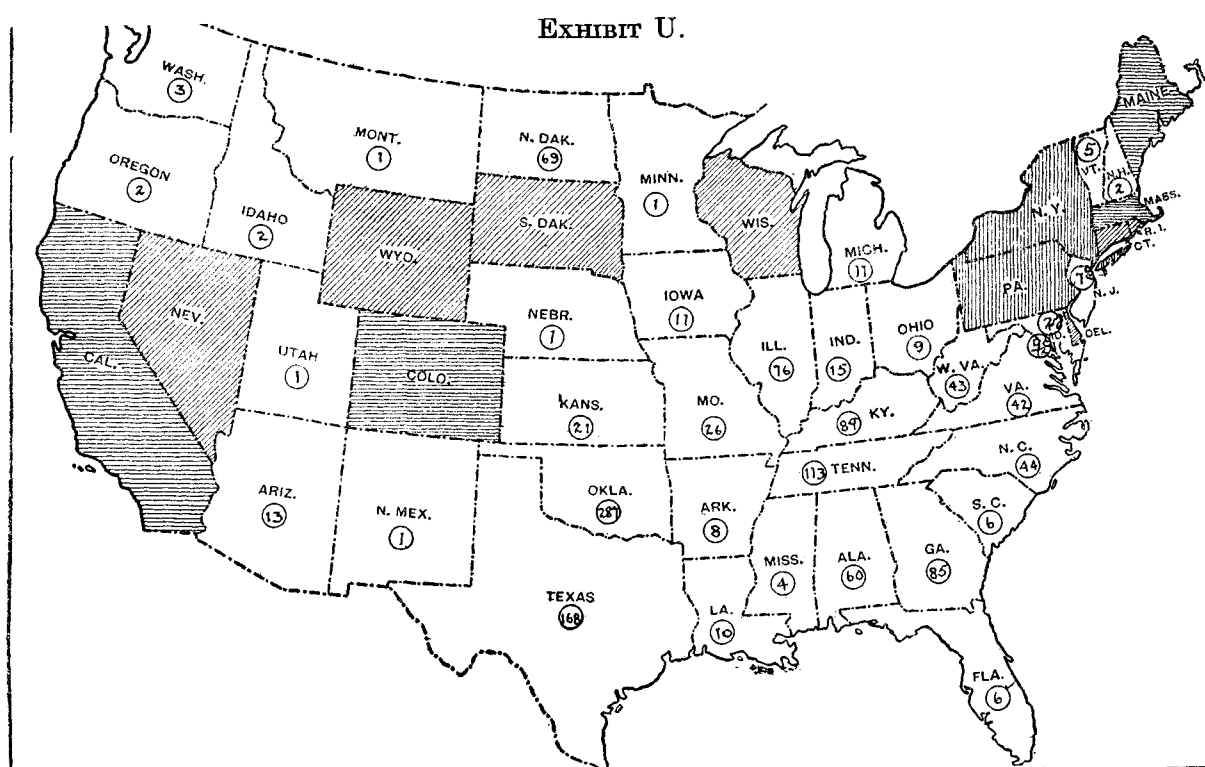 EXHIBIT U.
WASH.
3
OREGON
2
IDAHO
2
MONT.
1
N. DAK.
69
S. DAK.
MINN.
1
WIS.
MICH.
11
WYO.
NEV.
CAL.
UTAH
1
COLO.
NEBR.
1
IOWA
11
KANS.
21
MO.
26
ILL.
76
IND.
15
OHIO
9
KY.
89
W. VA.
43
VA.
42
PA.
N.Y.
5
VT.
N.H.
2
MAINE
MASS.
R. I.
CT.
N. J.
DEL.
ARIZ.
13
N. MEX.
1
OKLA.
287
ARK.
8
113
TENN.
N. C.
44
S. C.
6
GA.
85
ALA.
60
MISS.
4
LA.
10
TEXAS
168
FLA.
6